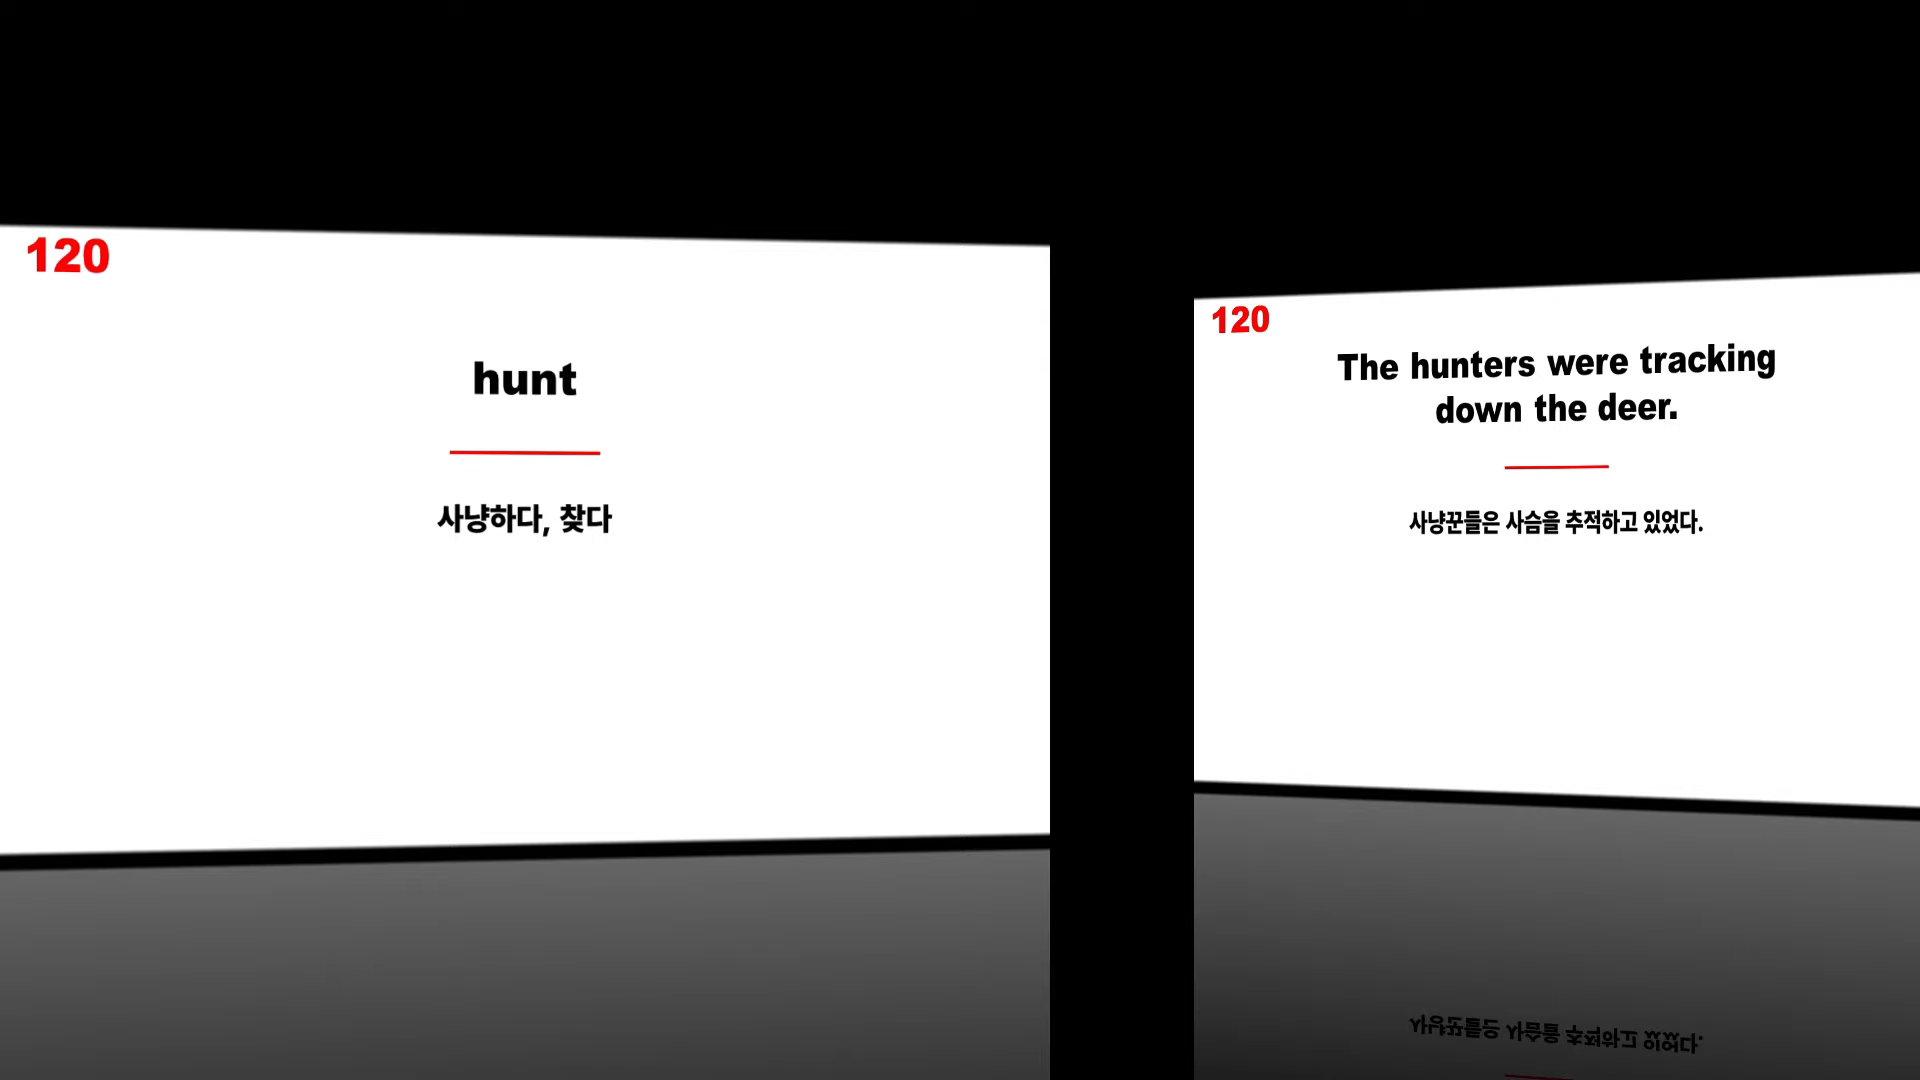 120
hunt
사냥하다, 찾다
120
The hunters were tracking
down the deer.
사냥꾼들은 사슴을 추적하고 있었다.